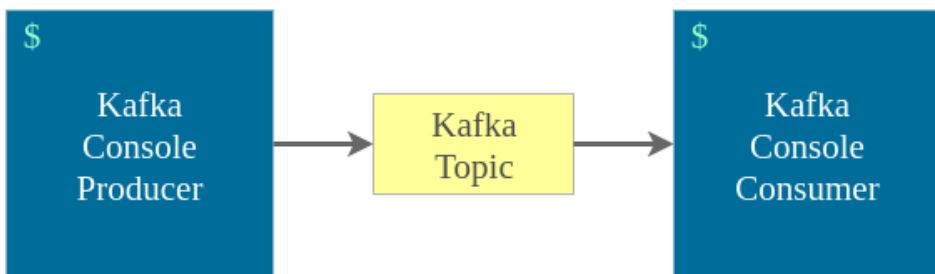 $
Kafka
Console
Producer
Kafka
Topic
$
Kafka
Console
Consumer